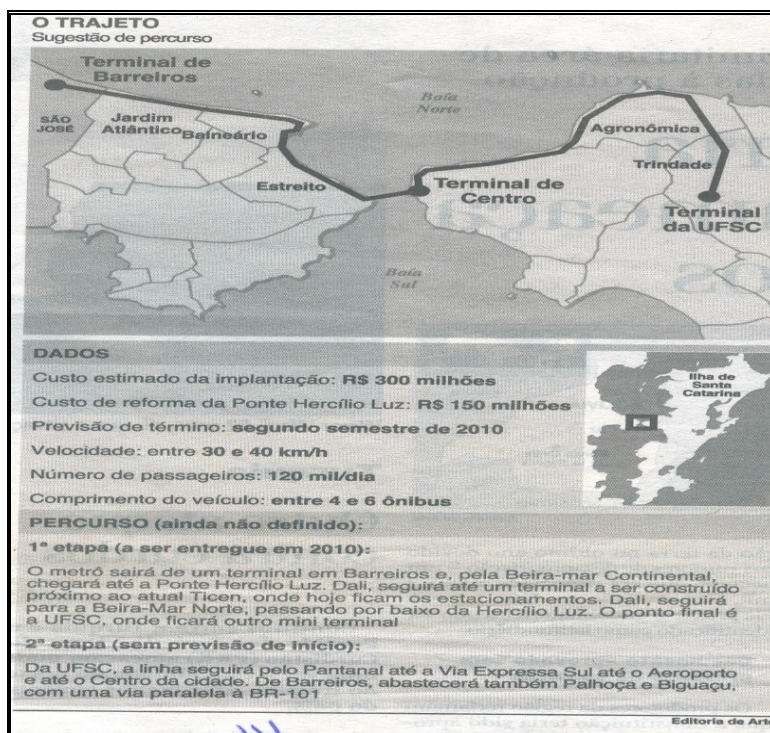 O TRAJETO
Sugestão de percurso
Terminal de
Barreiros
SÃO
JOSÉ
Jardim
Atlântico
Balneário
Estreito
Baía
Norte
Agronômica
Trindade
Terminal de
Centro
Terminal
da UFSC
Baía
Sul
DADOS
Custo estimado da implantação: R$ 300 milhões
Custo de reforma da Ponte Hercílio Luz: R$ 150 milhões
Previsão de término: segundo semestre de 2010
Velocidade: entre 30 e 40 km/h
Número de passageiros: 120 mil/dia
Comprimento do veículo: entre 4 e 6 ônibus
Ilha de
Santa
Catarina
PERCURSO (ainda não definido):
1ª etapa (a ser entregue em 2010):
O metrô sairá de um terminal em Barreiros e, pela Beira-mar Continental,
chegará até a Ponte Hercílio Luz. Dali, seguirá até um terminal a ser construído
próximo ao atual Ticen, onde hoje ficam os estacionamentos. Dali, seguirá
para a Beira-Mar Norte, passando por baixo da Hercílio Luz. O ponto final é
a UFSC, onde ficará outro mini terminal
2ª etapa (sem previsão de início):
Da UFSC, a linha seguirá pelo Pantanal até a Via Expressa Sul até o Aeroporto
e até o Centro da cidade. De Barreiros, abastecerá também Palhoça e Biguaçu,
com uma via paralela à BR-101
Editoria de Arte